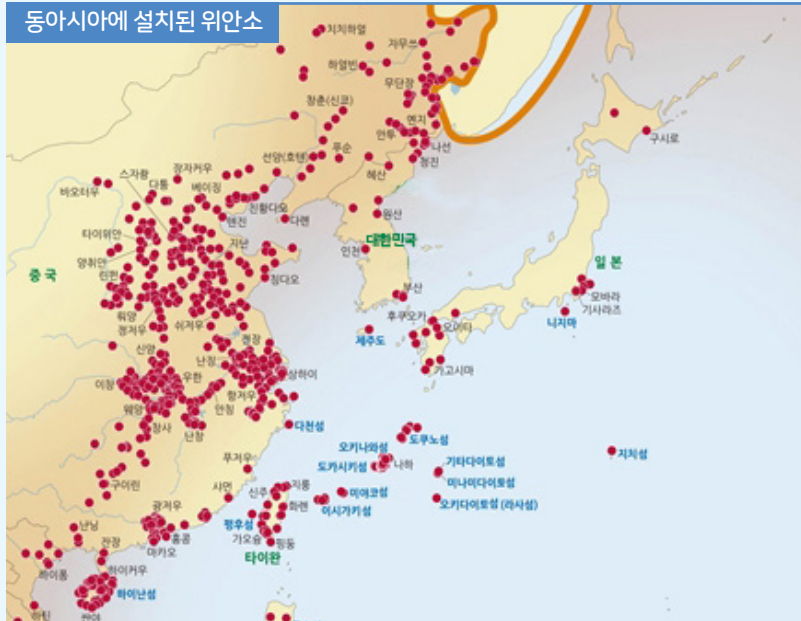 동아시아에 설치된 위안소
치치하얼
자무쓰
하얼빈
무단장
창춘(신쿄)
옌지
안투
나선
청진
푸순
선양(호텐)
혜산
구시로
스자좡
장자커우
바오터우
다퉁
베이징
친황다오
톈진
다롄
원산
타이위안
지난
대한민국
인천
양취안
린펀
중 국
칭다오
일 본
부산
모바라
기사라즈
뤄양
정저우
쉬저우
후쿠오카
오이타
니지마
제주도
신양
난징
전장
가고시마
이창
우한
상하이
항저우
웨양
안칭
창사
난창
다천섬
도쿠노섬
오키나와섬
지치섬
푸저우
도카시키섬
나하
기타다이토섬
미나미다이토섬
구이린
샤먼
신주
지룽
미야코섬
오키다이토섬 (라사섬)
광저우
화롄
이시가키섬
펑후섬
난닝
홍콩
가오슝
핑둥
잔장
마카오
타이완
하이퐁
하이커우
하이난섬
하틴
싼야